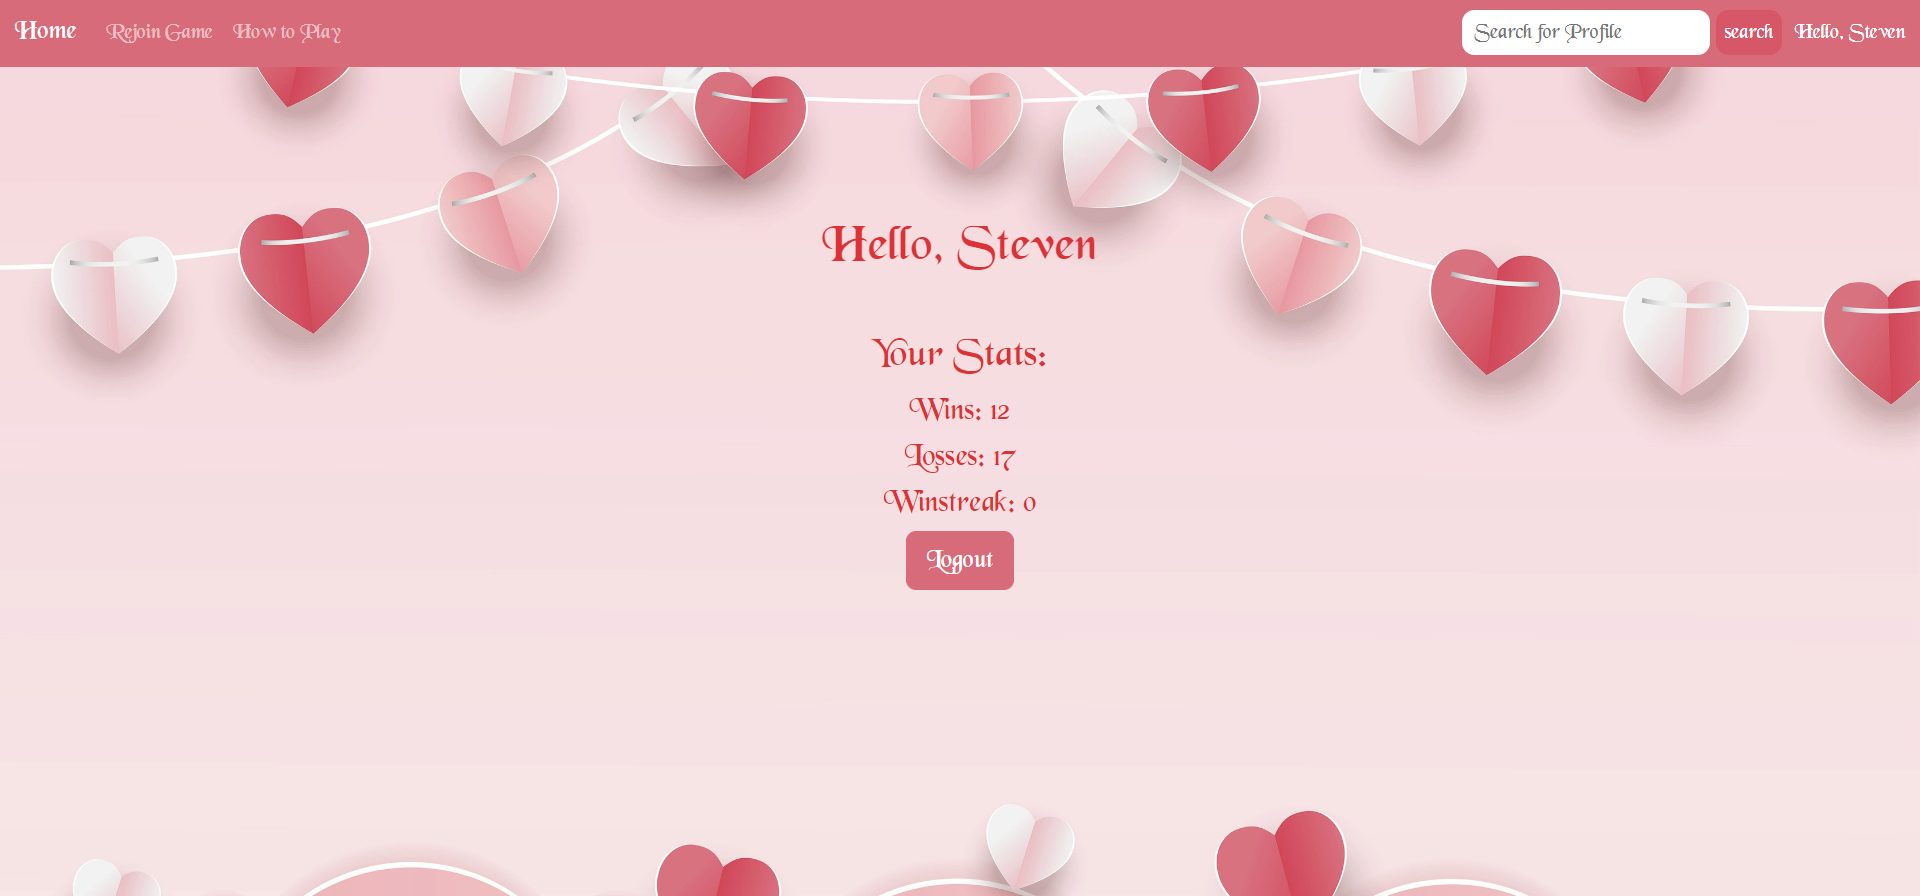 Home Rejoin Game How to Play Search for Profile search Hello, Steven
Hello, Steven
Your Stats:
Wins: 12
Losses: 17
Winstreak: 0
Logout